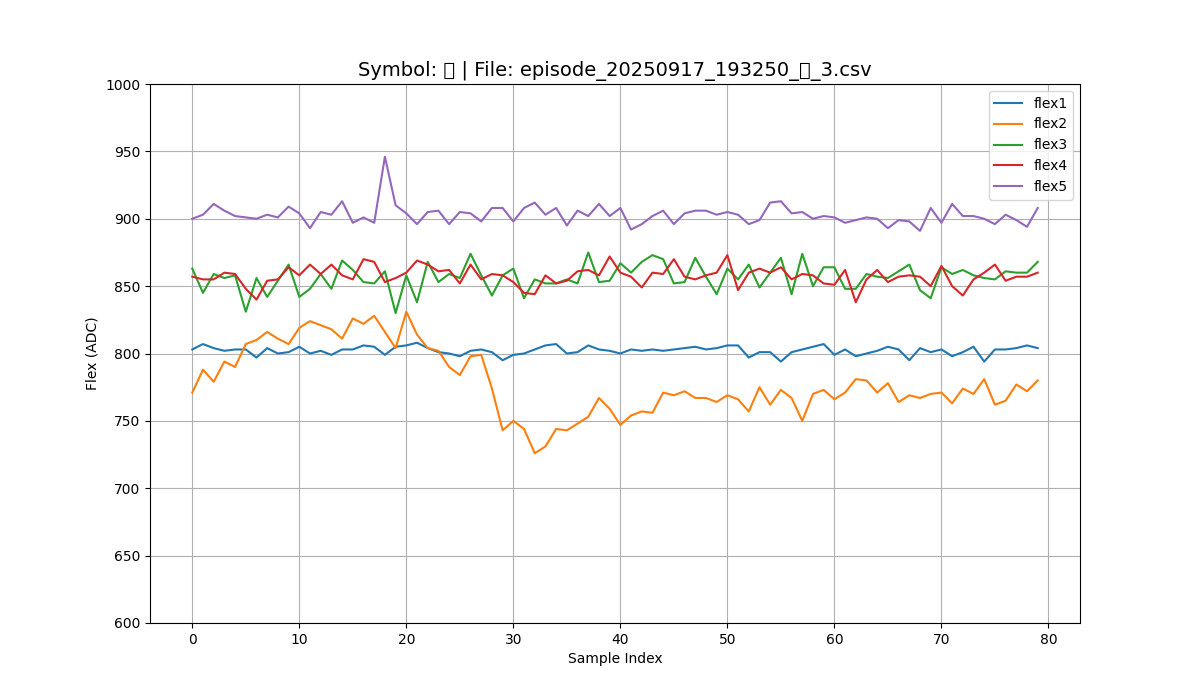 Symbol: ▯ | File: episode_20250917_193250_▯_3.csv
1000
950
900
850
800
750
700
650
600
Flex (ADC)
0 10 20 30 40 50 60 70 80
Sample Index
flex1
flex2
flex3
flex4
flex5